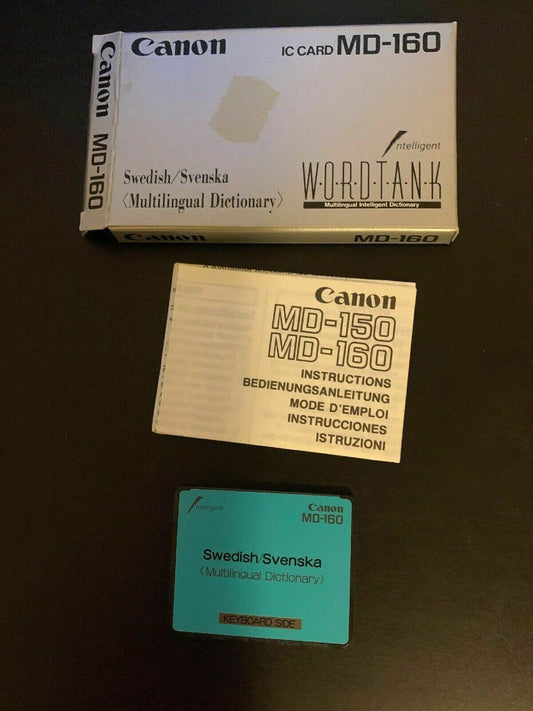 Canon
IC CARD MD-160
Canon MD-160
Intelligent
WORDTANK
Multilingual Intelligent Dictionary
Swedish/Svenska
〈Multilingual Dictionary〉
Canon MD-160
Canon
MD-150
MD-160
INSTRUCTIONS
BEDIENUNGSANLEITUNG
MODE D'EMPLOI
INSTRUCCIONES
ISTRUZIONI
Intelligent
Canon
MD-160
Swedish/Svenska
〈Multilingual Dictionary〉
KEYBOARD SIDE